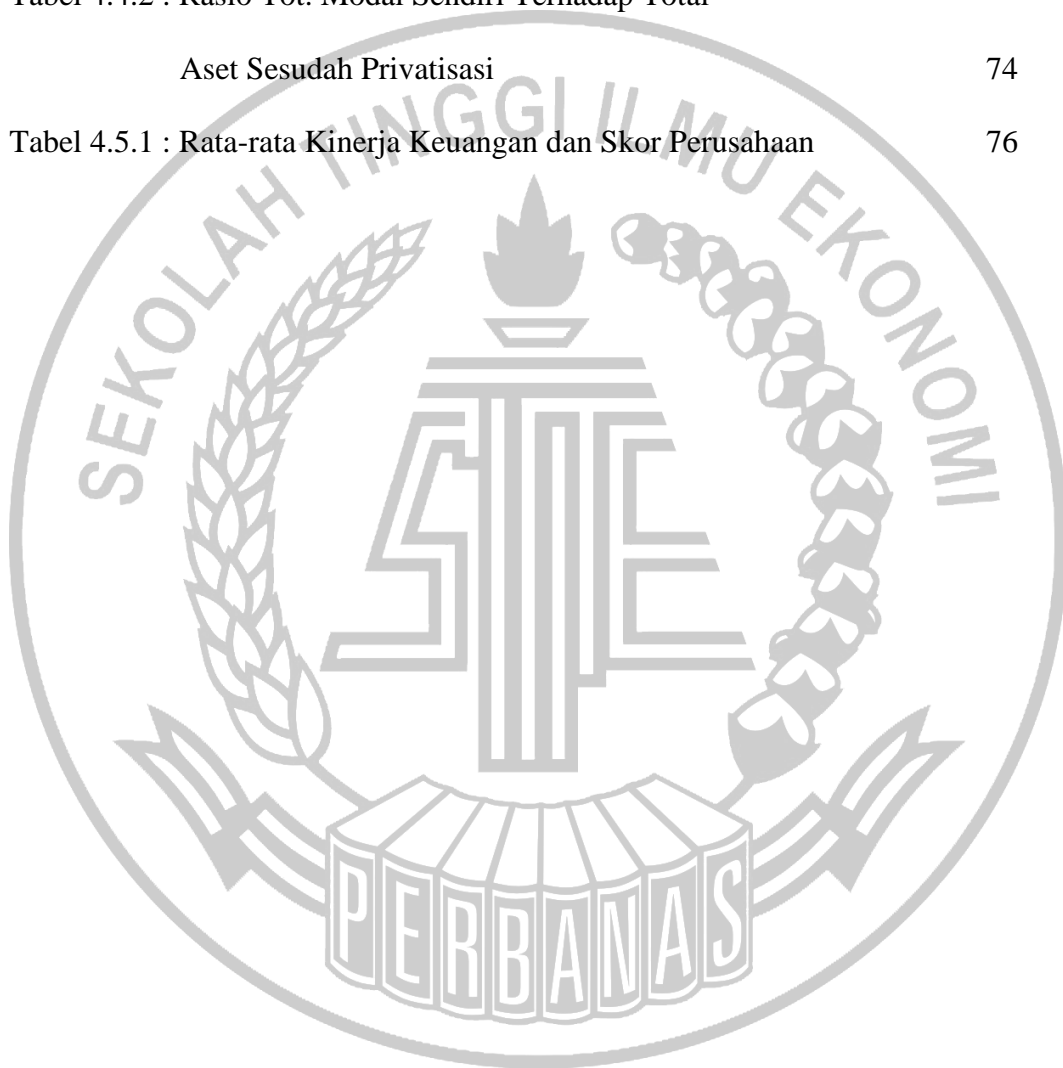 Tabel 4.4.2 : Rasio Tot. Modal Sendiri Terhadap Total
Aset Sesudah Privatisasi 74
Tabel 4.5.1 : Rata-rata Kinerja Keuangan dan Skor Perusahaan 76
SEKOLAH TINGGI ILMU EKONOMI
STIE
PERBANAS